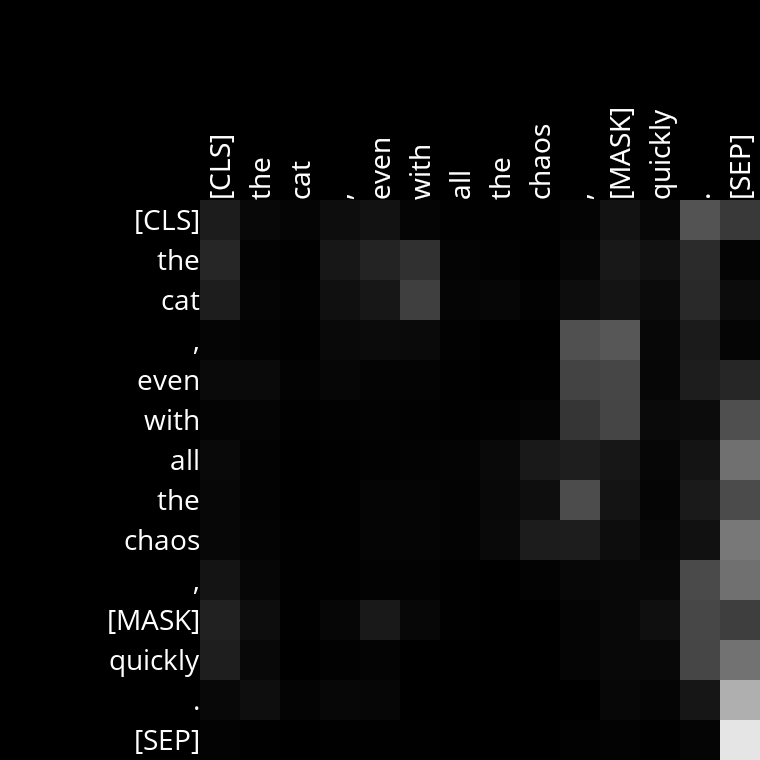 [CLS] the cat , even with all the chaos , [MASK] quickly . [SEP]
[CLS]
the
cat
,
even
with
all
the
chaos
,
[MASK]
quickly
.
[SEP]